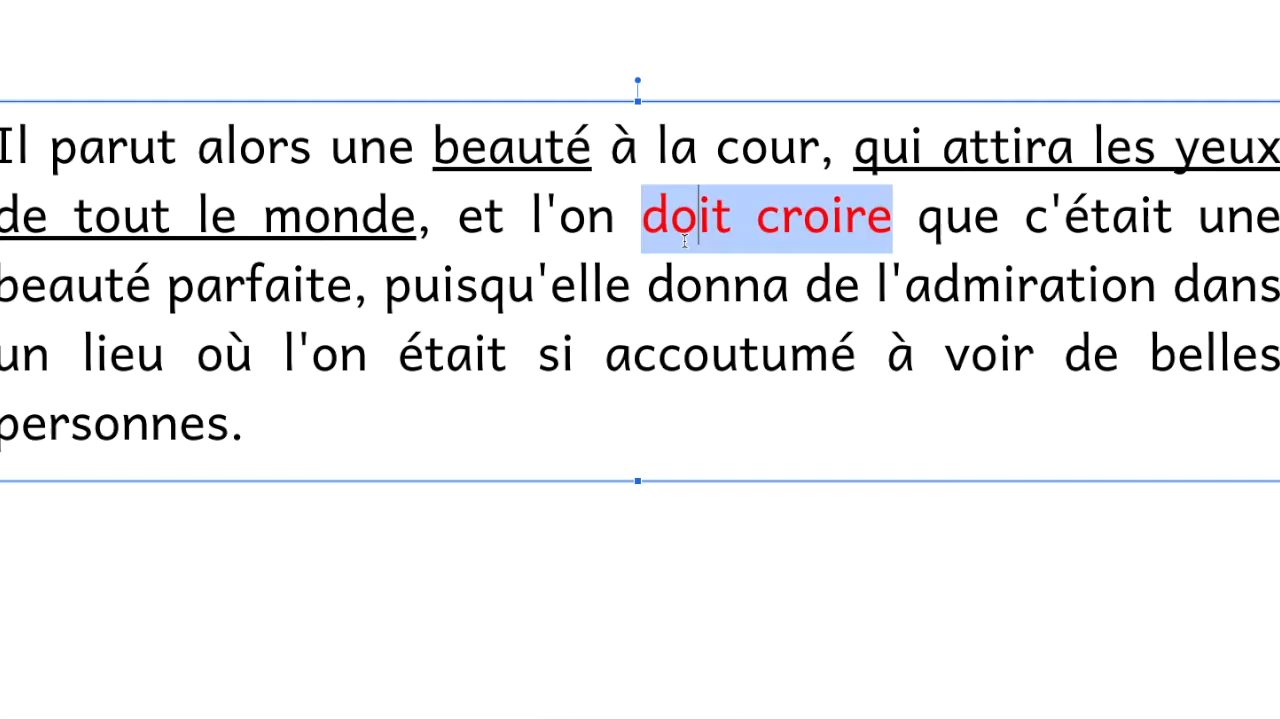 Il parut alors une beauté à la cour, qui attira les yeux
de tout le monde, et l'on doit croire que c'était une
beauté parfaite, puisqu'elle donna de l'admiration dans
un lieu où l'on était si accoutumé à voir de belles
personnes.